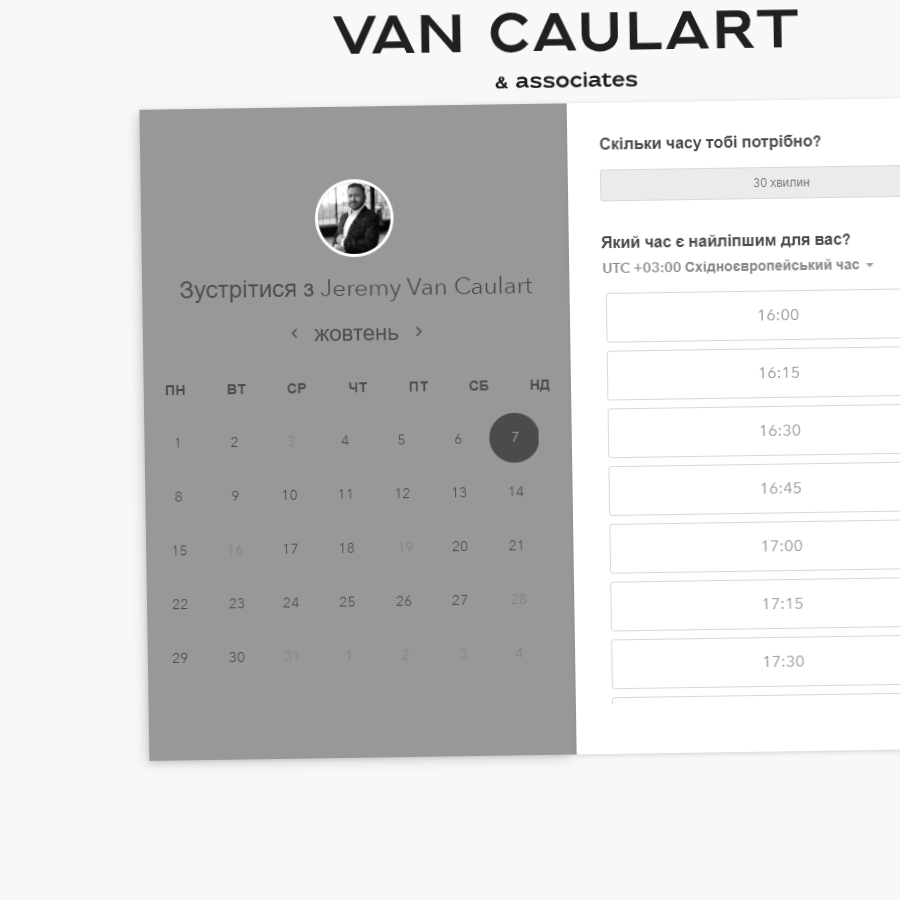 VAN CAULART
& associates
Зустрітися з Jeremy Van Caulart
жовтень
ПН ВТ СР ЧТ ПТ СБ НД
1 2 3 4 5 6 7
8 9 10 11 12 13 14
15 16 17 18 19 20 21
22 23 24 25 26 27 28
29 30 31 1 2 3 4
Скільки часу тобі потрібно?
30 хвилин
Який час є найліпшим для вас?
UTC +03:00 Східноєвропейський час
16:00
16:15
16:30
16:45
17:00
17:15
17:30